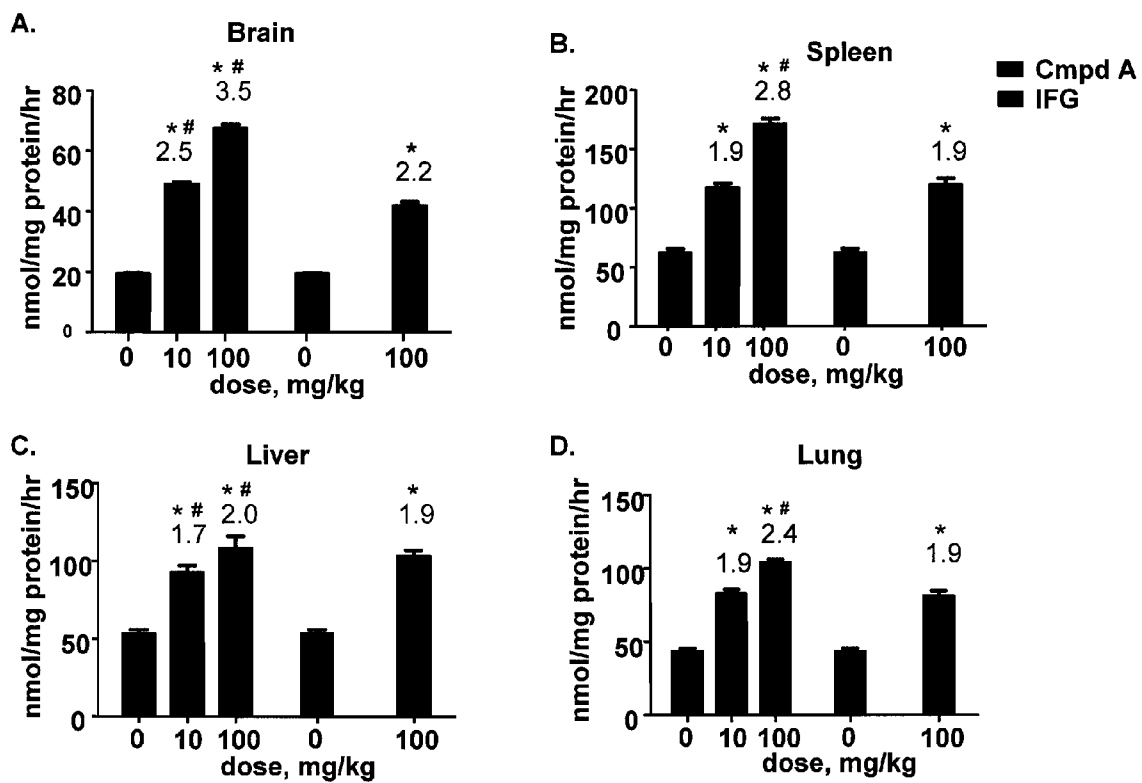 A.
Brain
* #
3.5
* #
2.5
*
2.2
80
60
40
20
0
nmol/mg protein/hr
0 10 100 0 100
dose, mg/kg
B.
Spleen
* #
2.8
*
1.9
*
1.9
200
150
100
50
0
nmol/mg protein/hr
0 10 100 0 100
dose, mg/kg
Cmpd A
IFG
C.
Liver
* #
1.7
* #
2.0
*
1.9
150
100
50
0
nmol/mg protein/hr
0 10 100 0 100
dose, mg/kg
D.
Lung
*
1.9
* #
2.4
*
1.9
150
100
50
0
nmol/mg protein/hr
0 10 100 0 100
dose, mg/kg